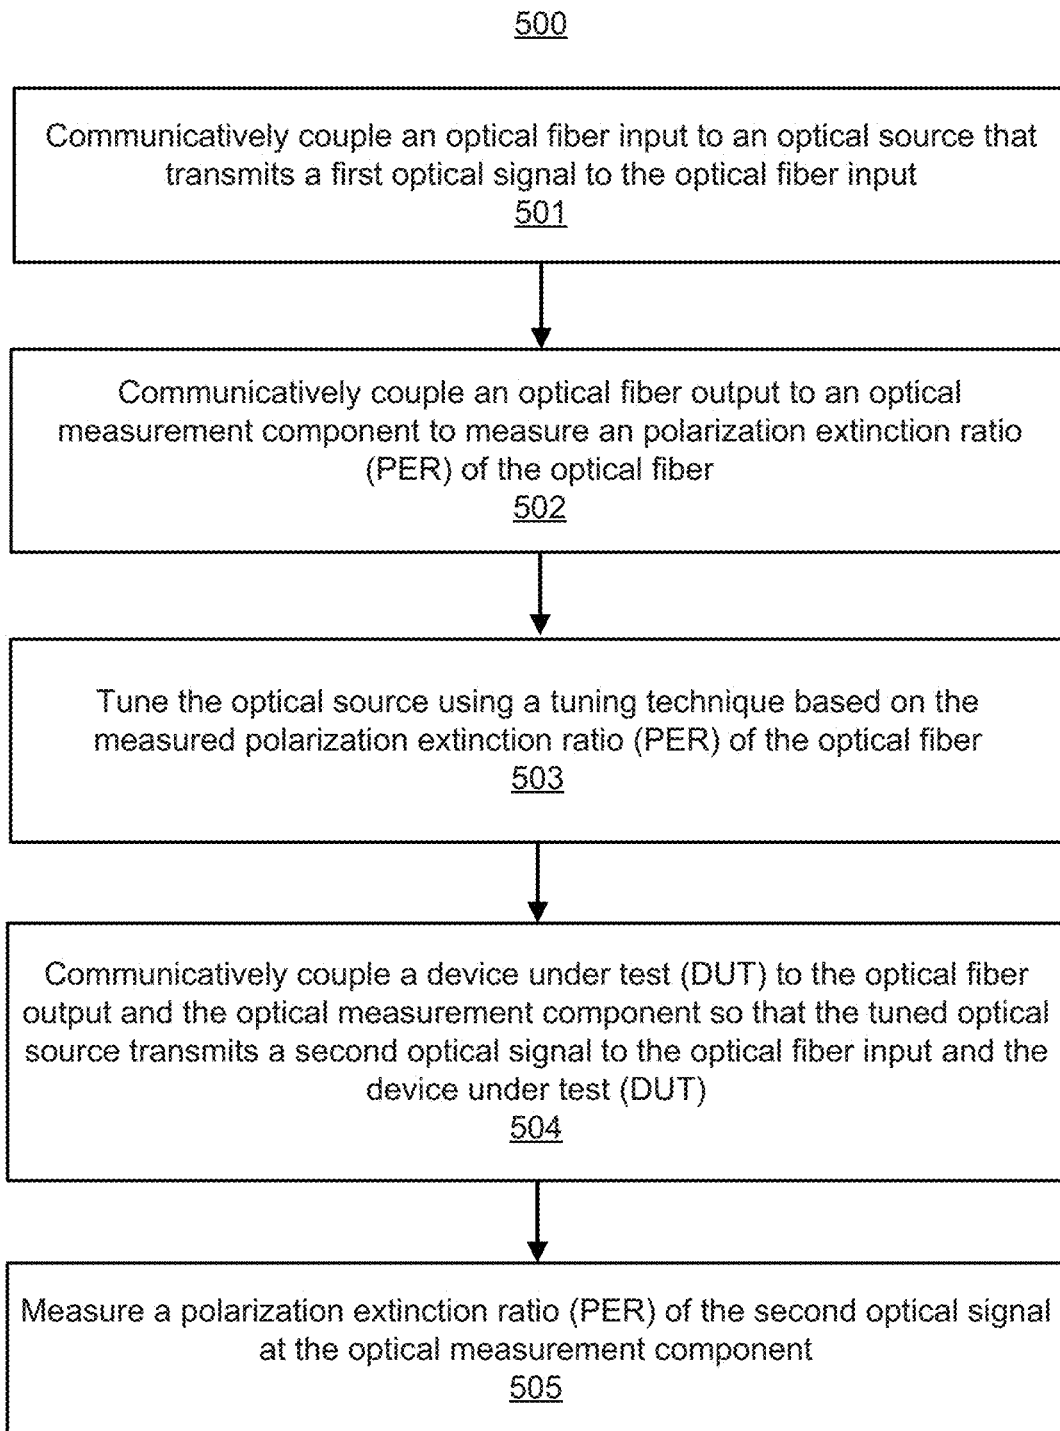 500
Communicatively couple an optical fiber input to an optical source that
transmits a first optical signal to the optical fiber input
501
Communicatively couple an optical fiber output to an optical
measurement component to measure an polarization extinction ratio
(PER) of the optical fiber
502
Tune the optical source using a tuning technique based on the
measured polarization extinction ratio (PER) of the optical fiber
503
Communicatively couple a device under test (DUT) to the optical fiber
output and the optical measurement component so that the tuned optical
source transmits a second optical signal to the optical fiber input and the
device under test (DUT)
504
Measure a polarization extinction ratio (PER) of the second optical signal
at the optical measurement component
505